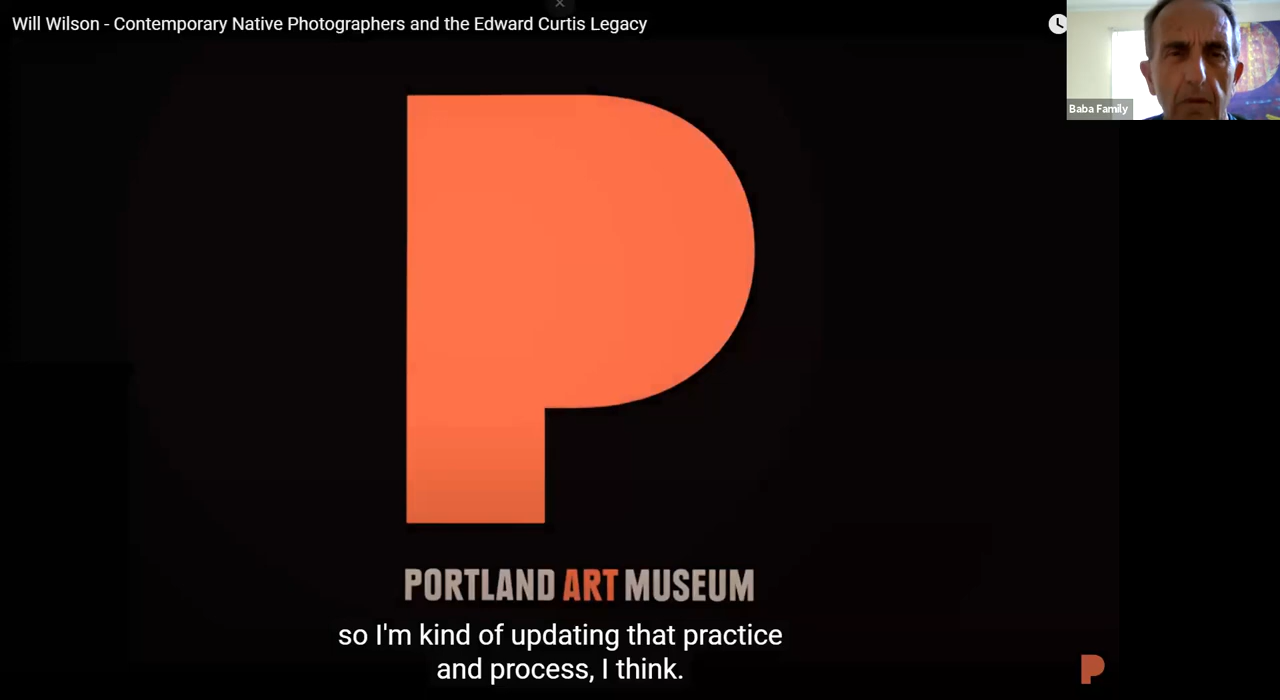 Will Wilson - Contemporary Native Photographers and the Edward Curtis Legacy
Baba Family
PORTLAND ART MUSEUM
so I'm kind of updating that practice
and process, I think.